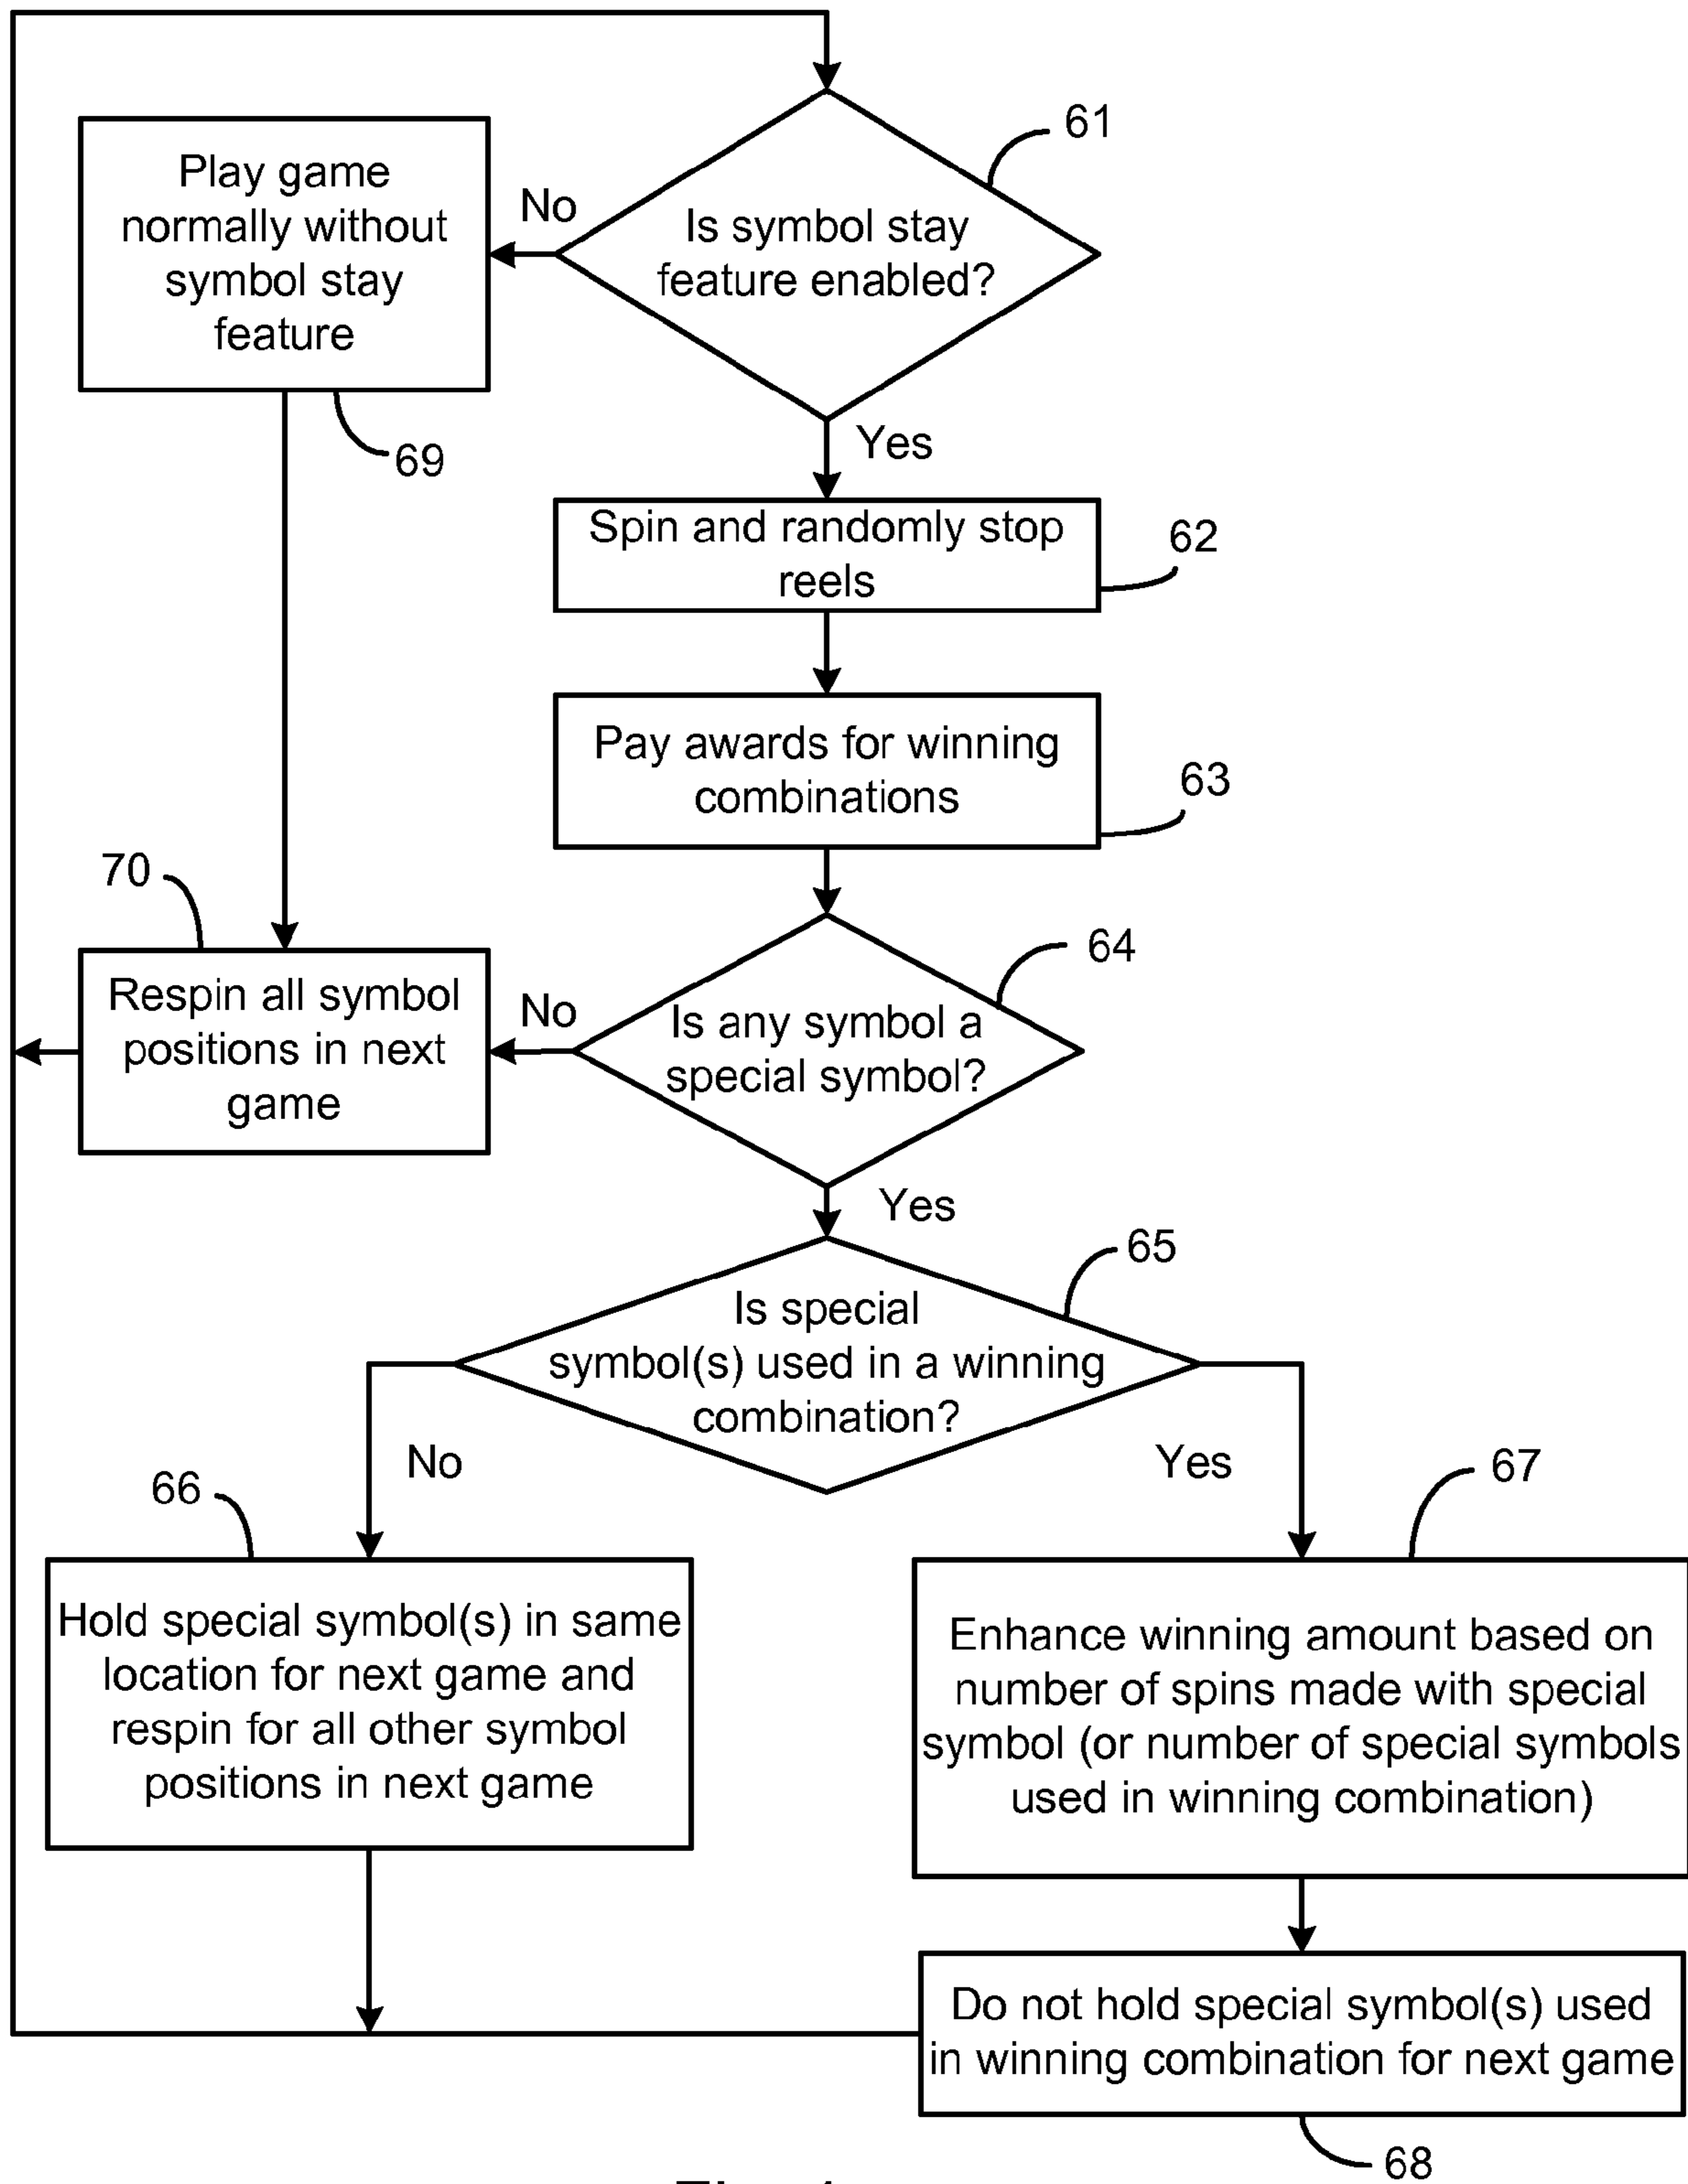 61
Play game
normally without
symbol stay
feature
No
Is symbol stay
feature enabled?
69
Yes
Spin and randomly stop
reels
62
Pay awards for winning
combinations
63
70
64
Respin all symbol
positions in next
game
No
Is any symbol a
special symbol?
Yes
65
Is special
symbol(s) used in a winning
combination?
No
Yes
66
67
Hold special symbol(s) in same
location for next game and
respin for all other symbol
positions in next game
Enhance winning amount based on
number of spins made with special
symbol (or number of special symbols
used in winning combination)
Do not hold special symbol(s) used
in winning combination for next game
68